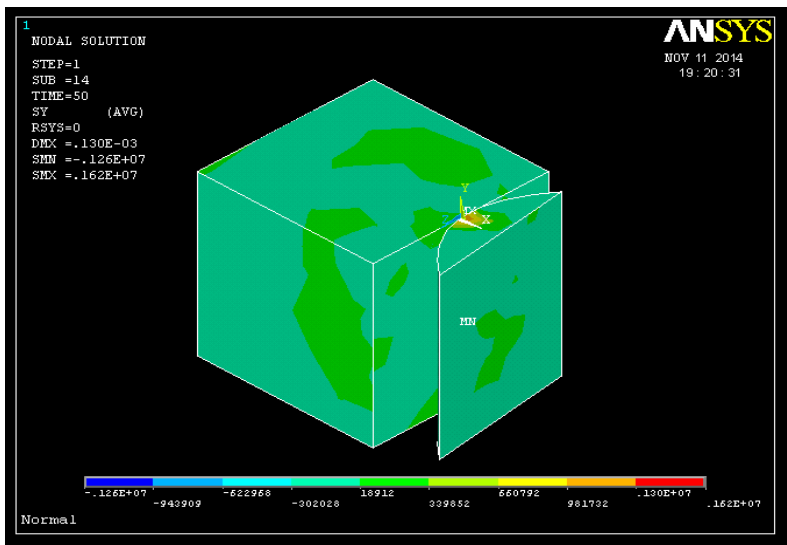 1
NODAL SOLUTION
STEP=1
SUB =14
TIME=50
SY (AVG)
RSYS=0
DMX =.130E-03
SMN =-.126E+07
SMX =.162E+07
ANSYS
NOV 11 2014
19:20:31
Y
MX
Z X
MN
-.126E+07 -622968 18912 660792 .130E+07
-943909 -302028 339852 981732 .162E+07
Normal